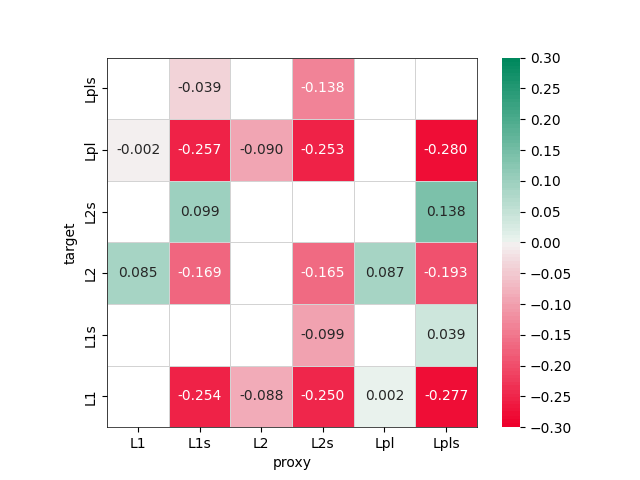 target
Lpls -0.039 -0.138
Lpl -0.002 -0.257 -0.090 -0.253 -0.280
L2s 0.099 0.138
L2 0.085 -0.169 -0.165 0.087 -0.193
L1s -0.099 0.039
L1 -0.254 -0.088 -0.250 0.002 -0.277
L1 L1s L2 L2s Lpl Lpls
proxy
0.30
0.25
0.20
0.15
0.10
0.05
0.00
−0.05
−0.10
−0.15
−0.20
−0.25
−0.30